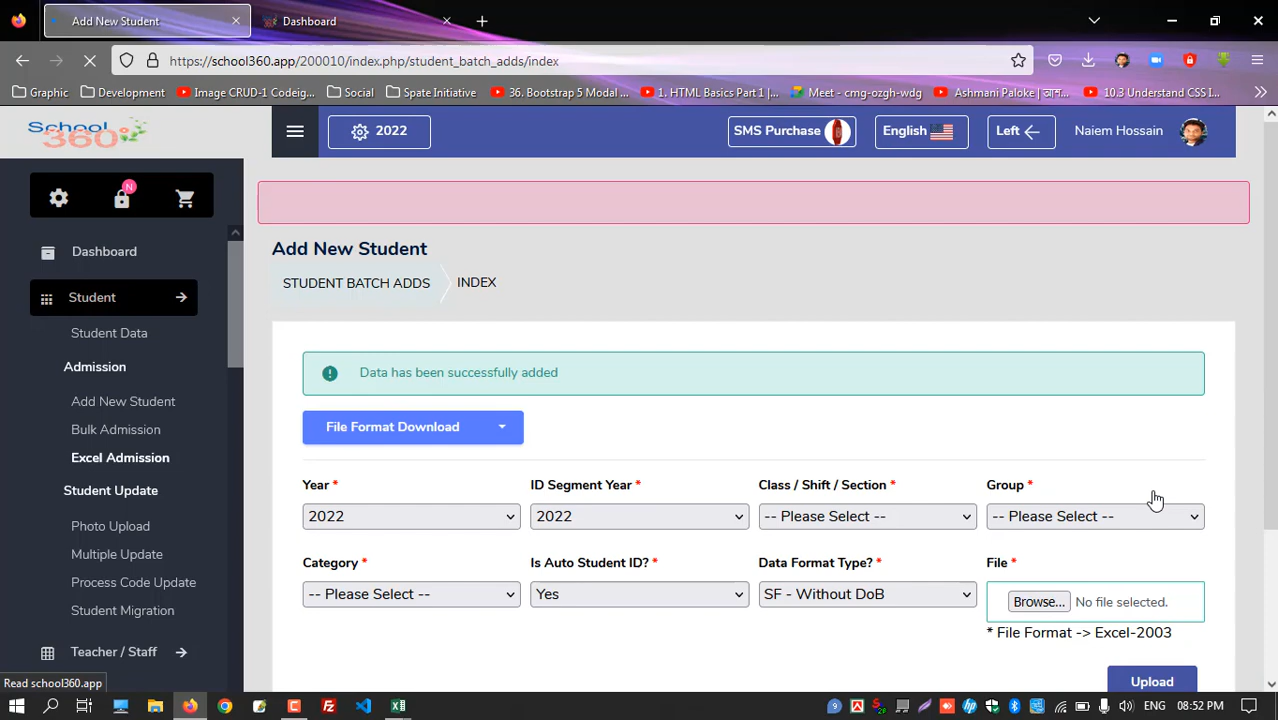 Add New Student
Dashboard
https://school360.app/200010/index.php/student_batch_adds/index
Graphic
Development
Image CRUD-1 Codeig...
Social
Spate Initiative
36. Bootstrap 5 Modal ...
1. HTML Basics Part 1 |...
Meet - cmg-ozgh-wdg
Ashmani Paloke | আশ...
10.3 Understand CSS I...
School
360°
2022
SMS Purchase
English
Left
Naiem Hossain
N
Dashboard
Student
Student Data
Admission
Add New Student
Bulk Admission
Excel Admission
Student Update
Photo Upload
Multiple Update
Process Code Update
Student Migration
Teacher / Staff
Add New Student
STUDENT BATCH ADDS
INDEX
Data has been successfully added
File Format Download
Year *
ID Segment Year *
Class / Shift / Section *
Group *
2022
2022
-- Please Select --
-- Please Select --
Category *
Is Auto Student ID? *
Data Format Type? *
File *
-- Please Select --
Yes
SF - Without DoB
Browse...
No file selected.
* File Format -> Excel-2003
Upload
Read school360.app
ENG
08:52 PM